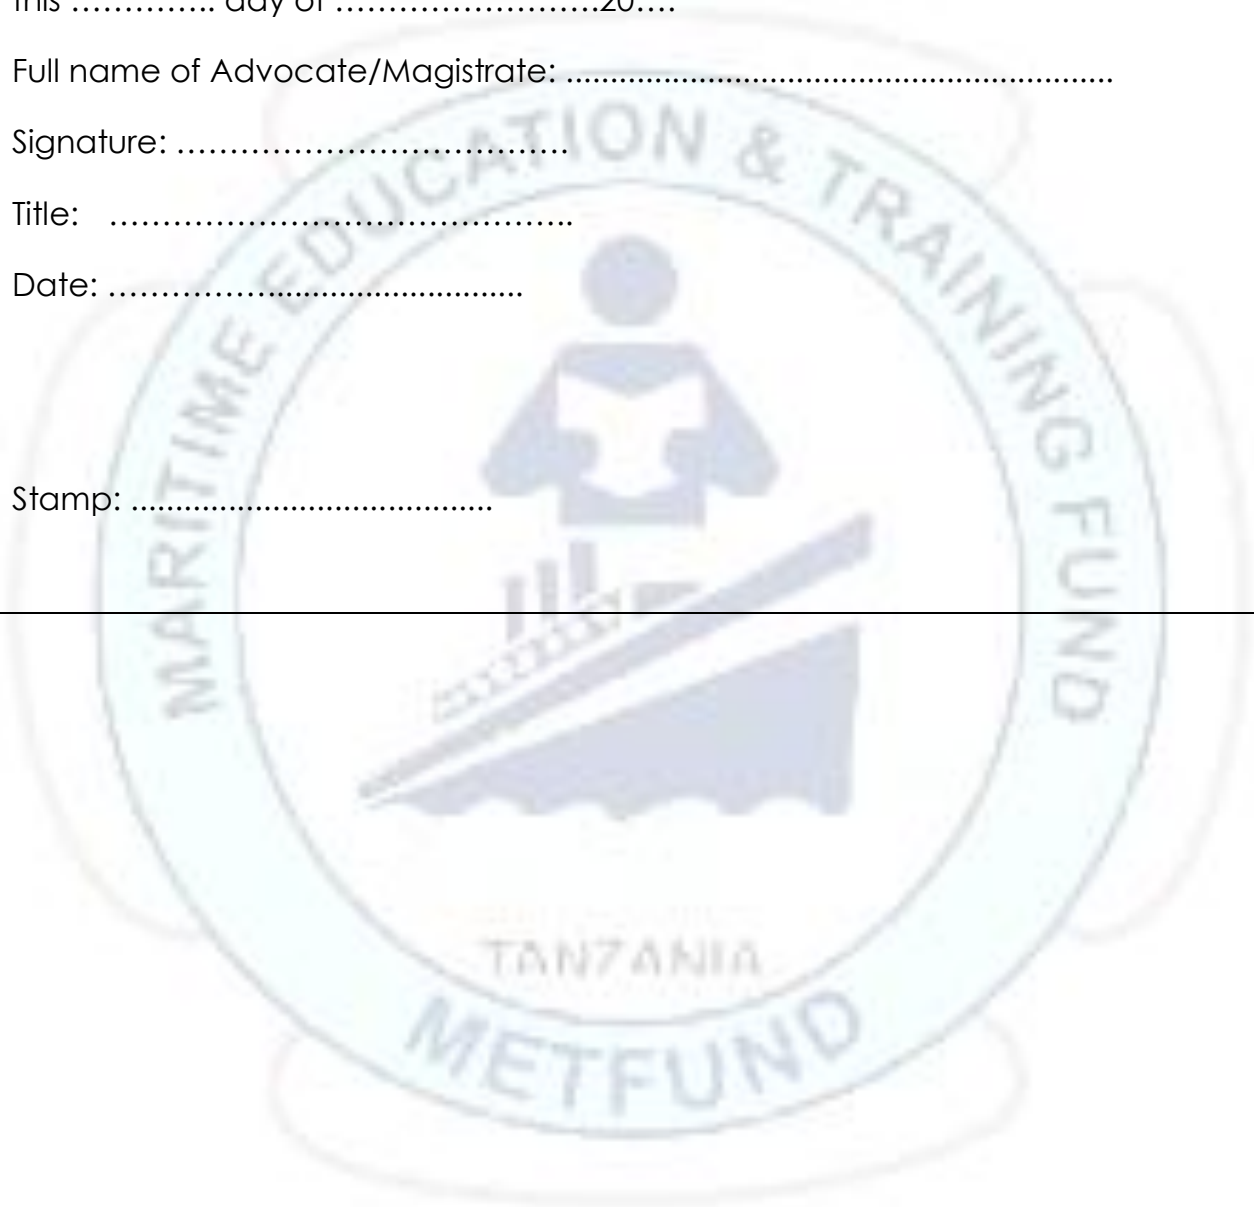 this ………….. day of …………………….20….
Full name of Advocate/Magistrate: .............................................................
Signature: ……………………………….
Title: ……………………………………..
Date: ……………..............................
Stamp: ........................................
MARITIME EDUCATION & TRAINING FUND
TANZANIA
METFUND